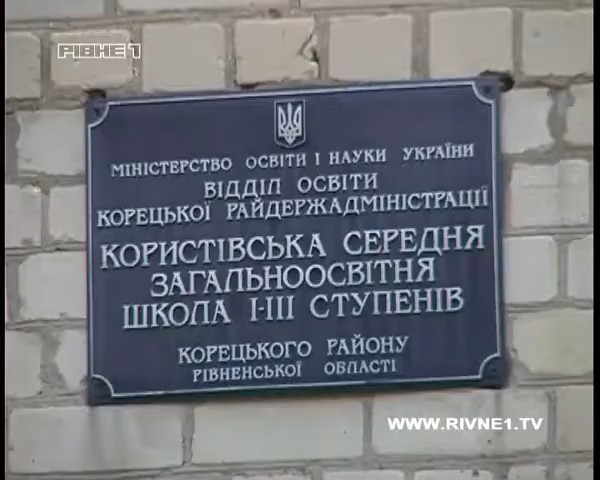 РІВНЕ 1
МІНІСТЕРСТВО ОСВІТИ І НАУКИ УКРАЇНИ
ВІДДІЛ ОСВІТИ
КОРЕЦЬКОЇ РАЙДЕРЖАДМІНІСТРАЦІЇ
КОРИСТІВСЬКА СЕРЕДНЯ
ЗАГАЛЬНООСВІТНЯ
ШКОЛА І-ІІІ СТУПЕНІВ
КОРЕЦЬКОГО РАЙОНУ
РІВНЕНСЬКОЇ ОБЛАСТІ
WWW.RIVNE1.TV